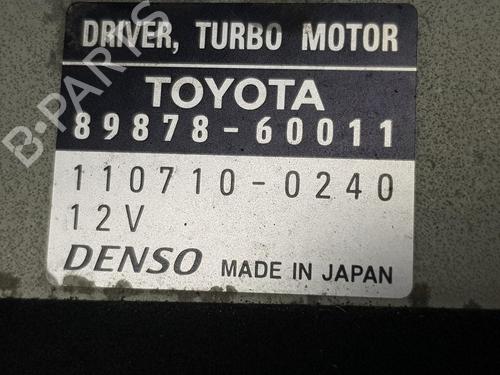 DRIVER, TURBO MOTOR
TOYOTA
89878-60011
110710-0240
12V
DENSO MADE IN JAPAN
B-PARTS